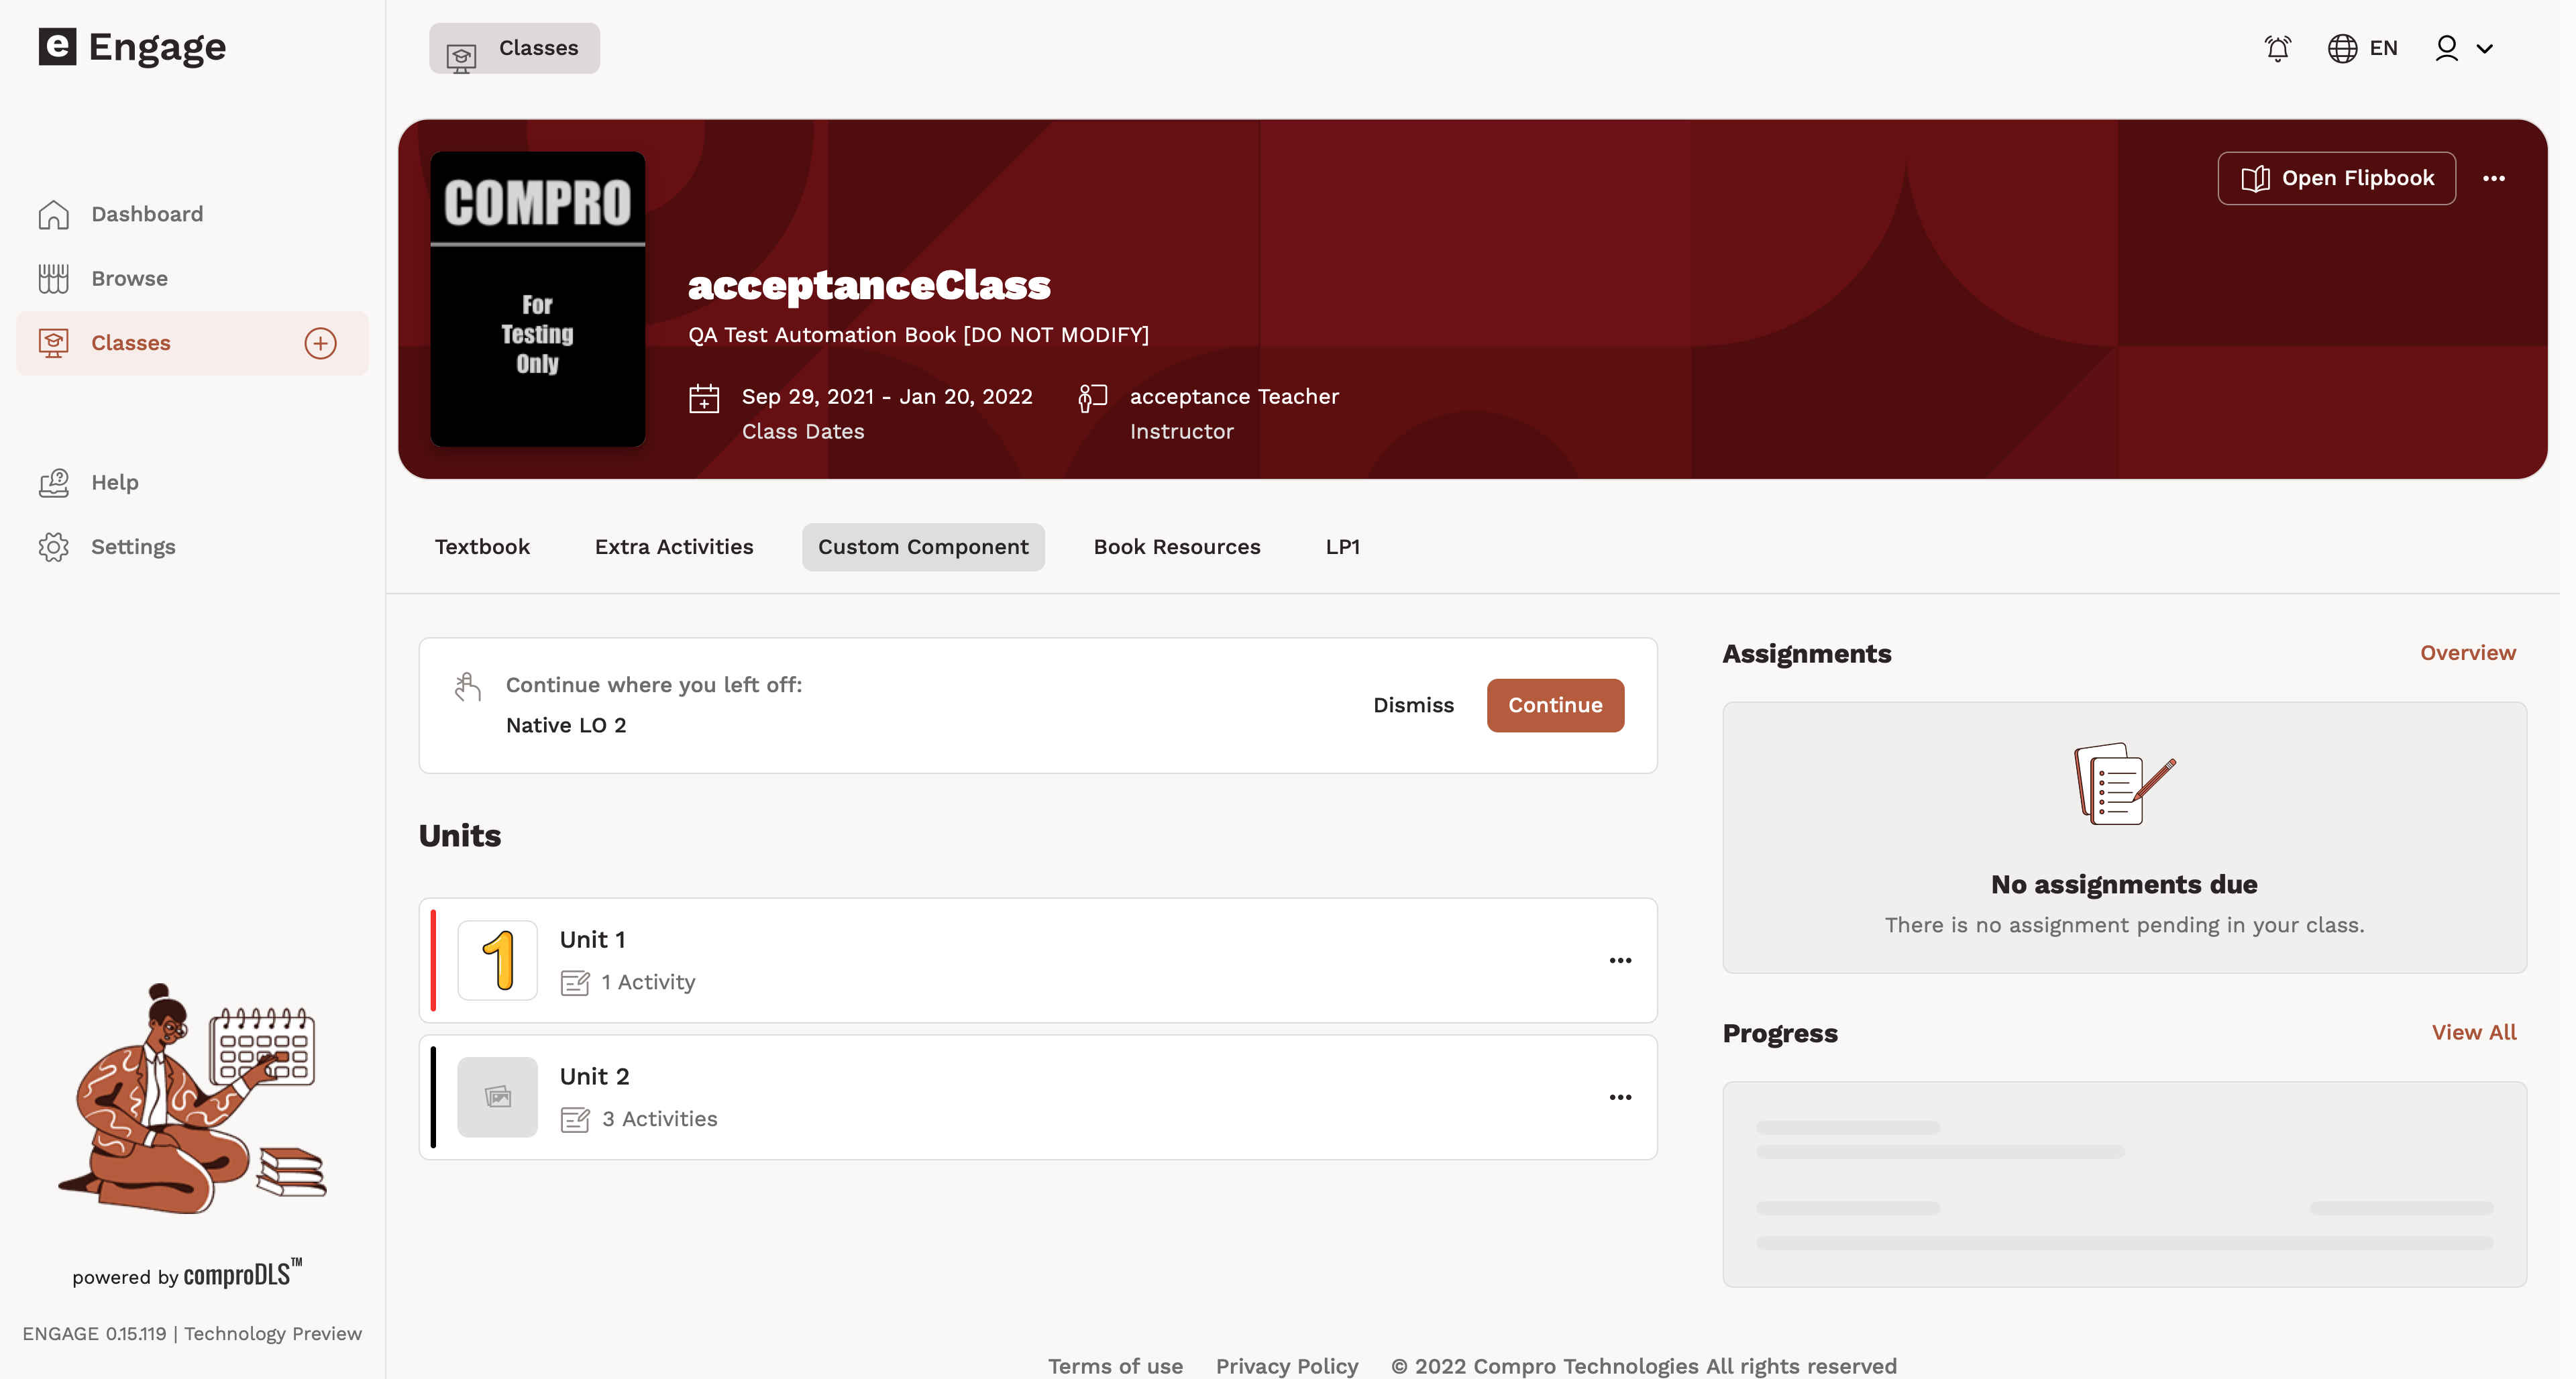 e Engage
Classes
EN
Dashboard
Browse
Classes
Help
Settings
COMPRO
For
Testing
Only
Open Flipbook
acceptanceClass
QA Test Automation Book [DO NOT MODIFY]
Sep 29, 2021 - Jan 20, 2022
Class Dates
acceptance Teacher
Instructor
Textbook
Extra Activities
Custom Component
Book Resources
LP1
Continue where you left off:
Native LO 2
Dismiss
Continue
Units
1
Unit 1
1 Activity
Unit 2
3 Activities
Assignments
Overview
No assignments due
There is no assignment pending in your class.
Progress
View All
powered by comproDLS™
ENGAGE 0.15.119 | Technology Preview
Terms of use
Privacy Policy
© 2022 Compro Technologies All rights reserved